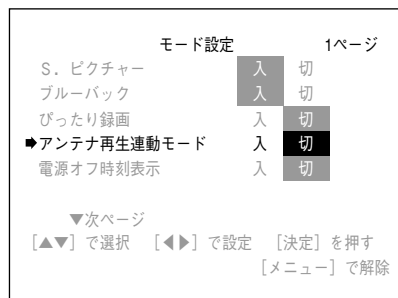 モード設定 1ページ
S．ピクチャー 入 切
ブルーバック 入 切
ぴったり録画 入 切
➡アンテナ再生連動モード 入 切
電源オフ時刻表示 入 切
▼次ページ
［▲▼］で選択 ［◀▶］で設定 ［決定］を押す
［メニュー］で解除